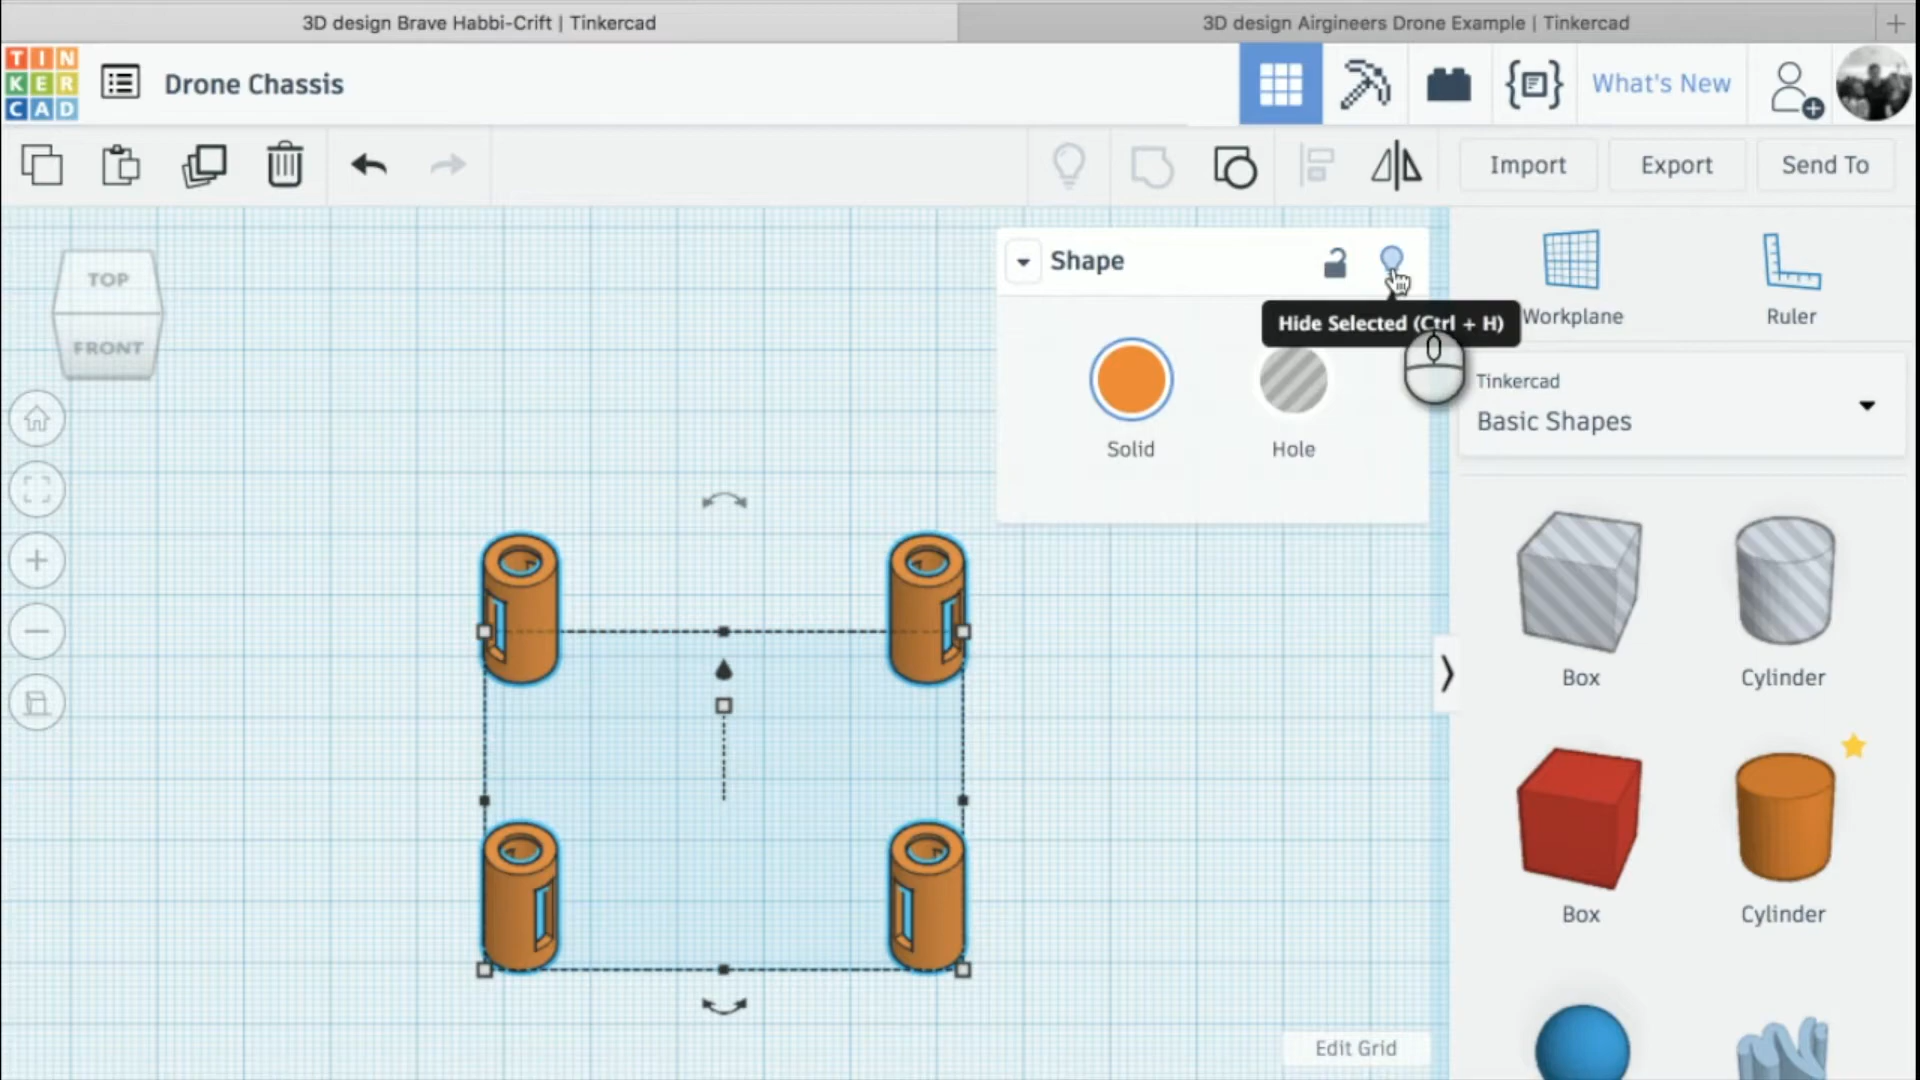 3D design Brave Habbi-Crift | Tinkercad
3D design Airgineers Drone Example | Tinkercad
TIN
KER
CAD
Drone Chassis
What's New
Import
Export
Send To
TOP
FRONT
Shape
Hide Selected (Ctrl + H)
Solid
Hole
Workplane
Ruler
Tinkercad
Basic Shapes
Box
Cylinder
Box
Cylinder
Edit Grid